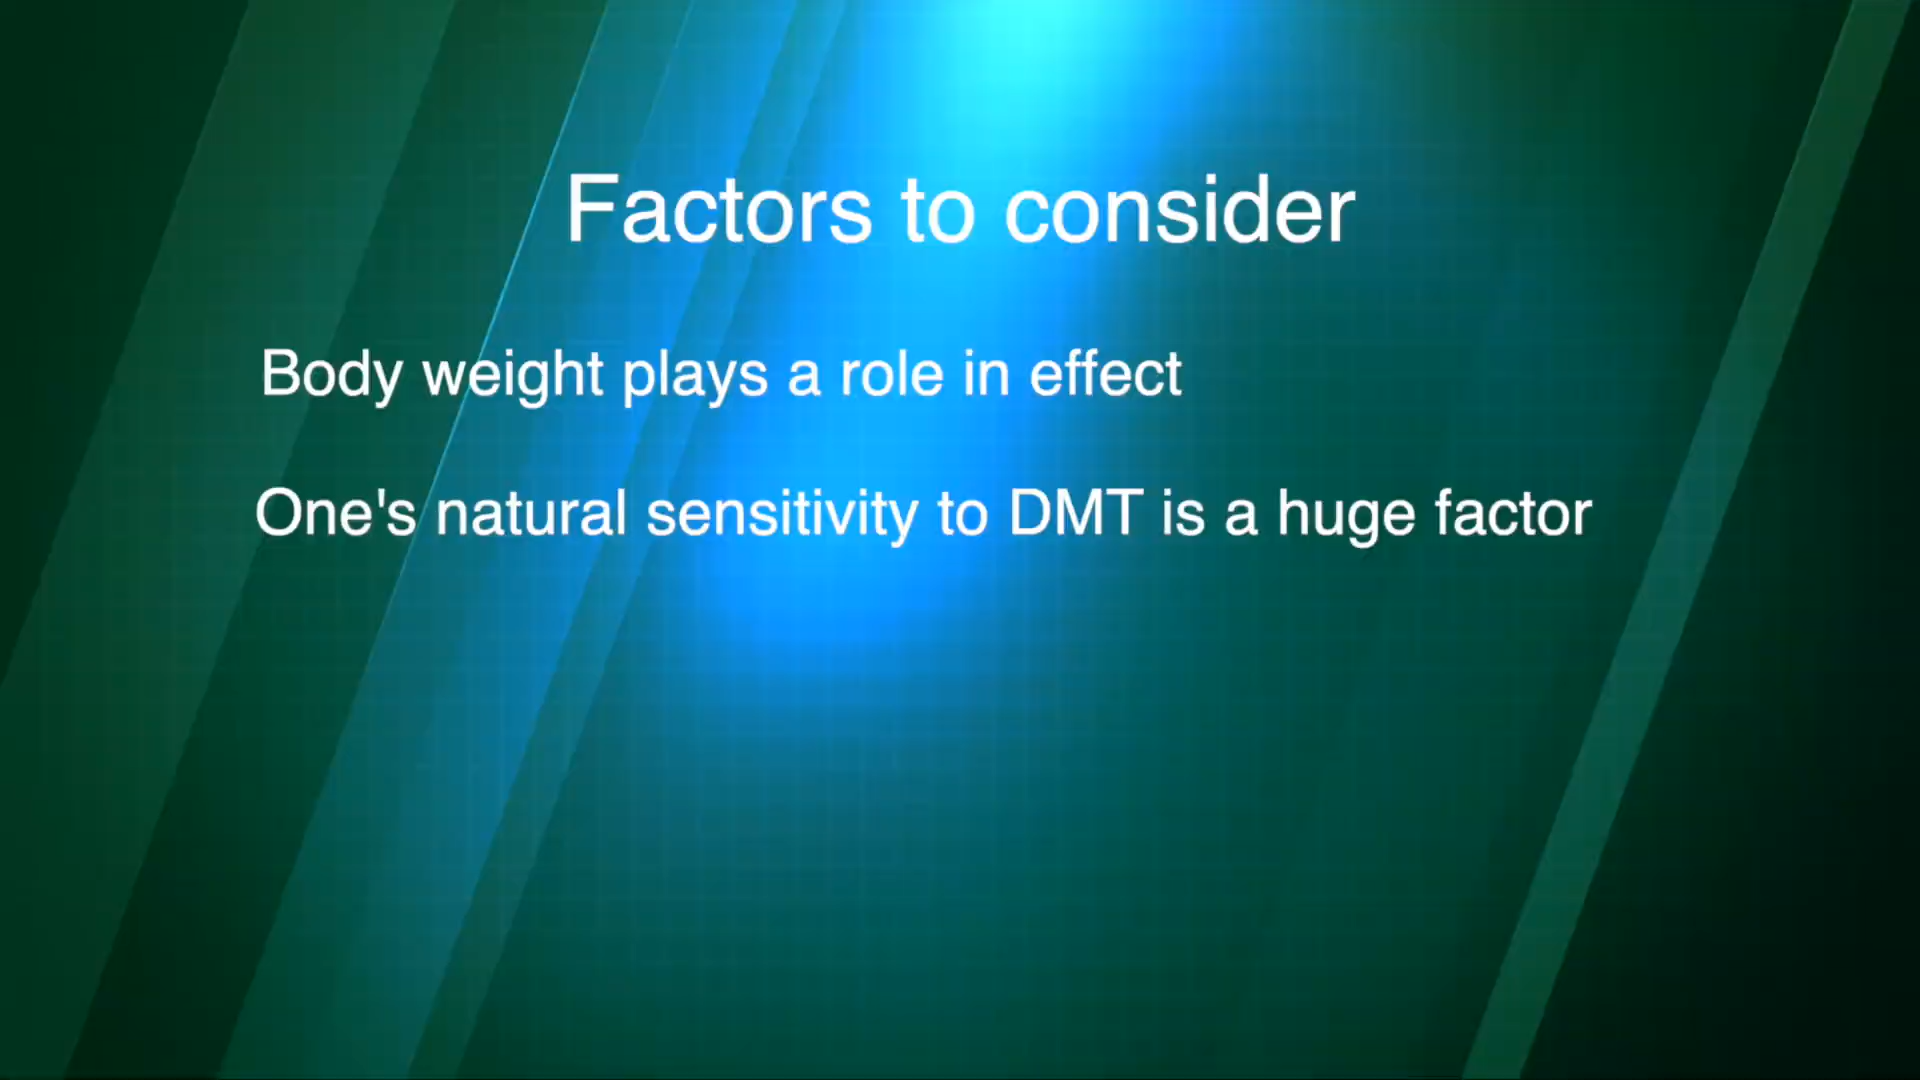 Factors to consider
Body weight plays a role in effect
One's natural sensitivity to DMT is a huge factor